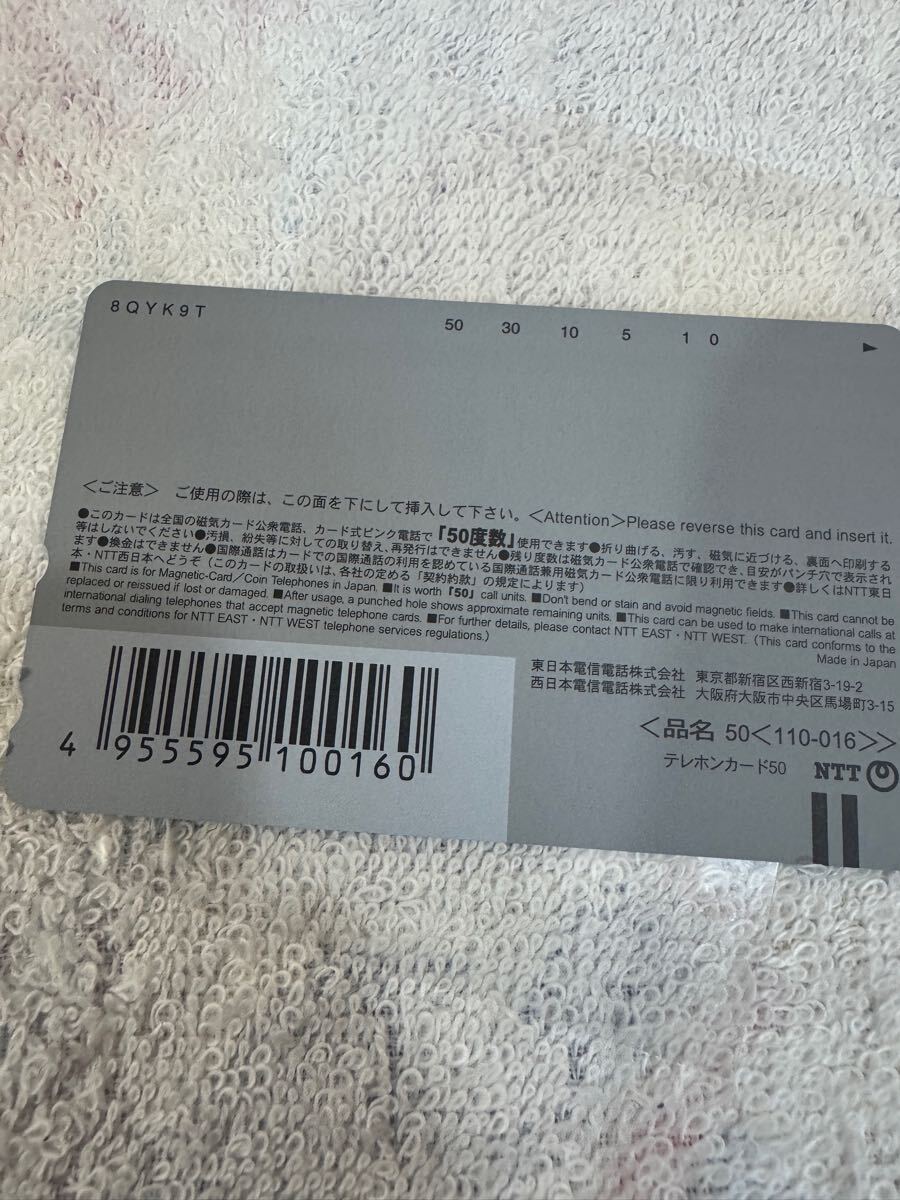 8QYK9T
50 30 10 5 1 0
＜ご注意＞ ご使用の際は、この面を下にして挿入して下さい。＜Attention＞Please reverse this card and insert it.
●このカードは全国の磁気カード公衆電話、カード式ピンク電話で「50度数」使用できます●折り曲げる、汚す、磁気に近づける、裏面へ印刷する
等はしないでください●汚損、紛失等に対しての取り替え、再発行はできません●残り度数は磁気カード公衆電話で確認でき、目安がパンチ穴で表示され
ます●換金はできません●国際通話はカードでの国際通話の利用を認めている国際通話兼用磁気カード公衆電話に限り利用できます●詳しくはNTT東日
本・NTT西日本へどうぞ（このカードの取扱いは、各社の定める「契約約款」の規定によります）
■This card is for Magnetic-Card／Coin Telephones in Japan. ■It is worth「50」call units. ■Don't bend or stain and avoid magnetic fields. ■This card cannot be
replaced or reissued if lost or damaged. ■After usage, a punched hole shows approximate remaining units. ■This card can be used to make international calls at
international dialing telephones that accept magnetic telephone cards. ■For further details, please contact NTT EAST・NTT WEST.（This card conforms to the
terms and conditions for NTT EAST・NTT WEST telephone services regulations.）
Made in Japan
東日本電信電話株式会社 東京都新宿区西新宿3-19-2
西日本電信電話株式会社 大阪府大阪市中央区馬場町3-15
＜品名 50＜110-016＞＞
テレホンカード50 NTT
4 955595 100160